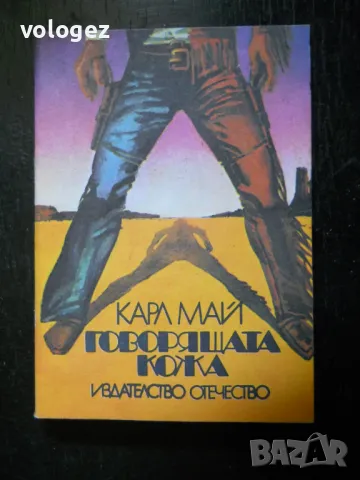 vologez
КАРЛ МАЙ
ГОВОРЯЩАТА
КОЖА
ИЗДАТЕЛСТВО ОТЕЧЕСТВО
BAZAR